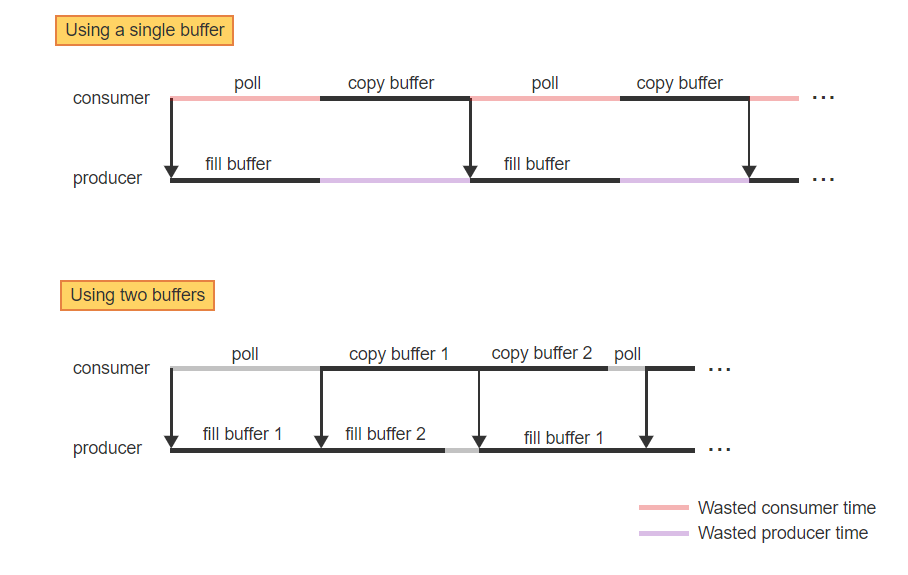 Using a single buffer
poll copy buffer poll copy buffer
consumer ...
fill buffer fill buffer
producer ...
Using two buffers
poll copy buffer 1 copy buffer 2 poll
consumer ...
fill buffer 1 fill buffer 2 fill buffer 1
producer ...
Wasted consumer time
Wasted producer time